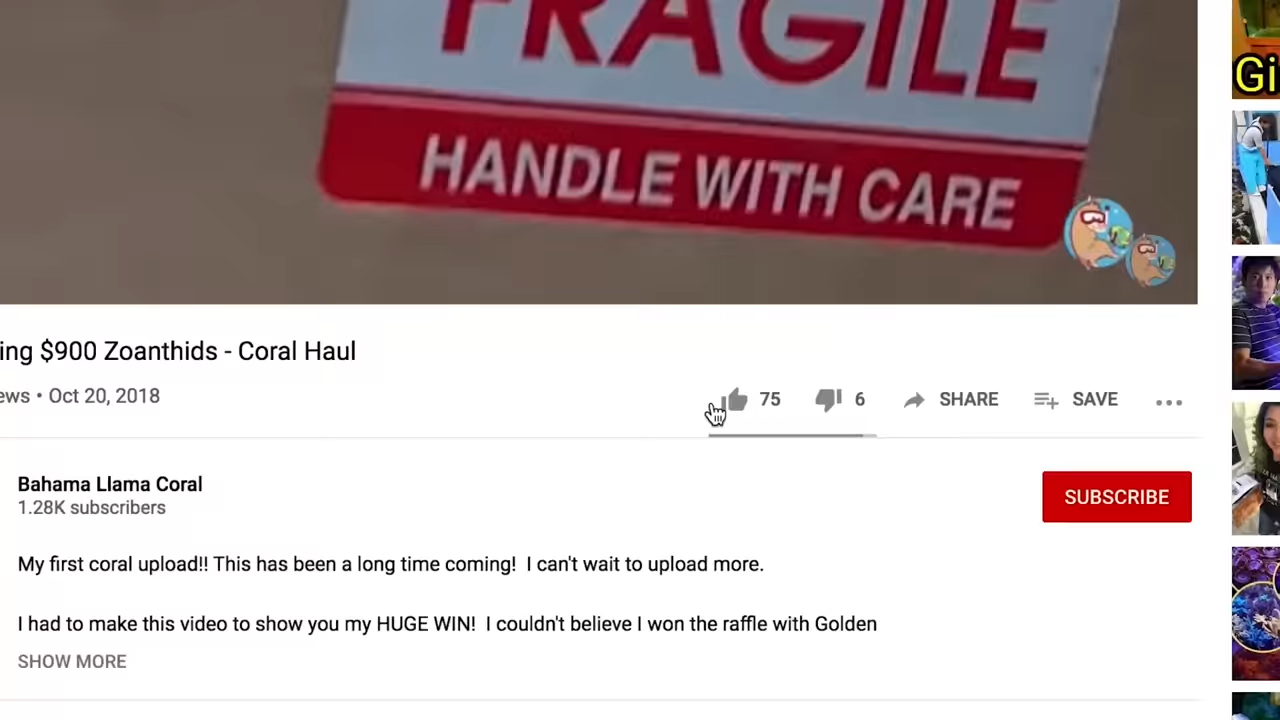 FRAGILE
HANDLE WITH CARE
Gi
ing $900 Zoanthids - Coral Haul
ews • Oct 20, 2018
75 6 SHARE SAVE
Bahama Llama Coral
1.28K subscribers
SUBSCRIBE
My first coral upload!! This has been a long time coming! I can't wait to upload more.
I had to make this video to show you my HUGE WIN! I couldn't believe I won the raffle with Golden
SHOW MORE